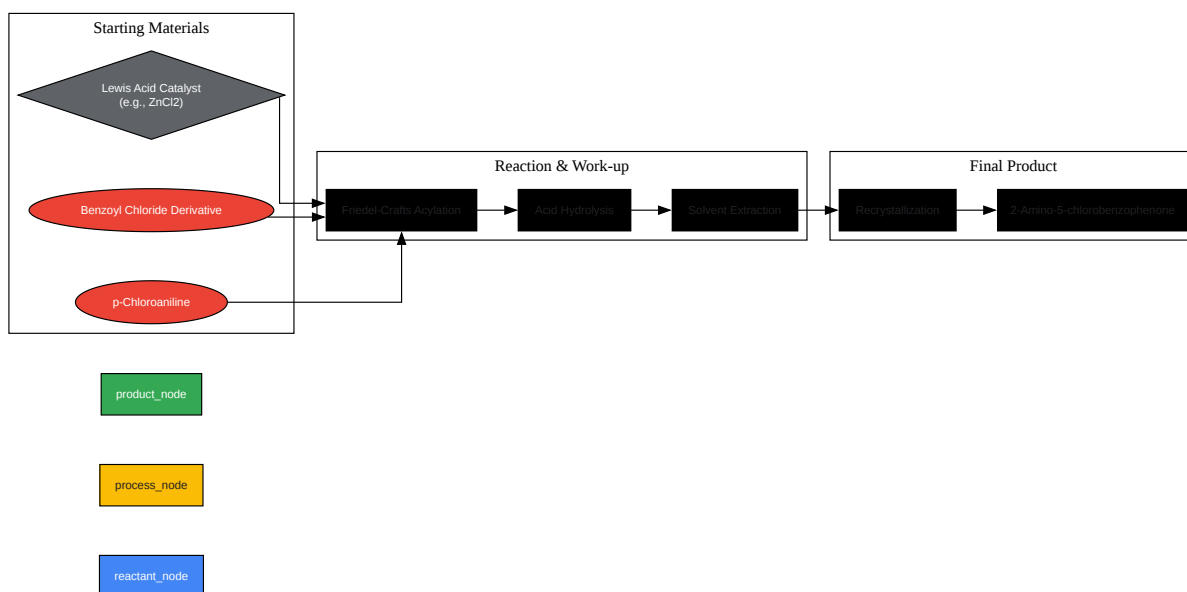 Starting Materials
Lewis Acid Catalyst
(e.g., ZnCl2)
Benzoyl Chloride Derivative
p-Chloroaniline
Reaction & Work-up
Friedel-Crafts Acylation
Acid Hydrolysis
Solvent Extraction
Final Product
Recrystallization
2-Amino-5-chlorobenzophenone
product_node
process_node
reactant_node